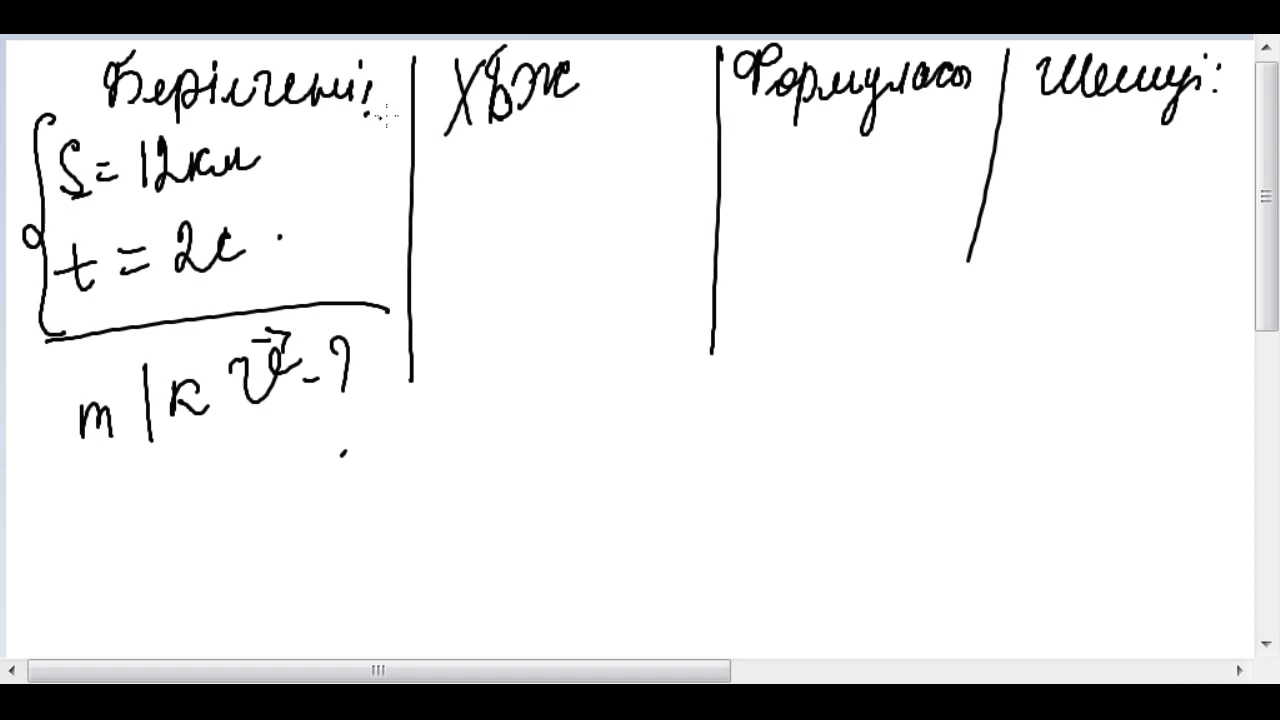 Берілгені: ХБЖ Формуласы Шешуі:
S = 12км
t = 2с.
т/к v⃗ - ?